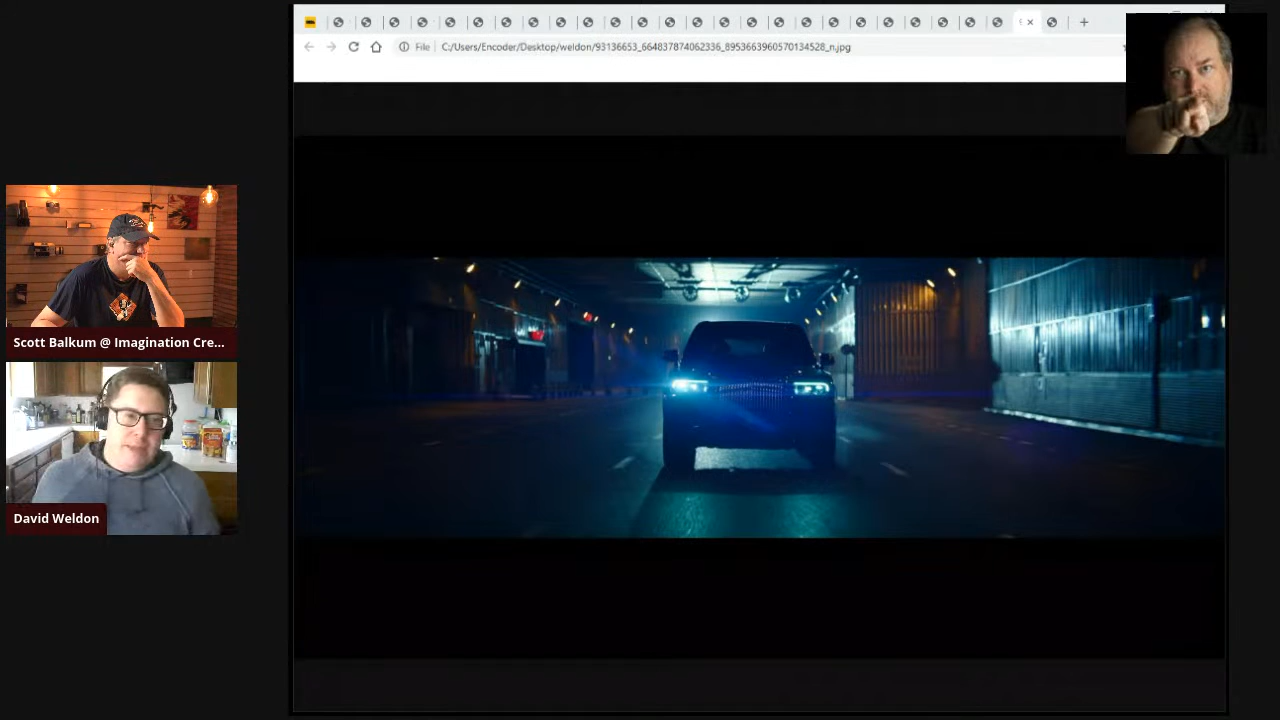 File
C:/Users/Encoder/Desktop/weldon/93136653_664837874062336_8953663960570134528_n.jpg
Scott Balkum @ Imagination Cre...
David Weldon